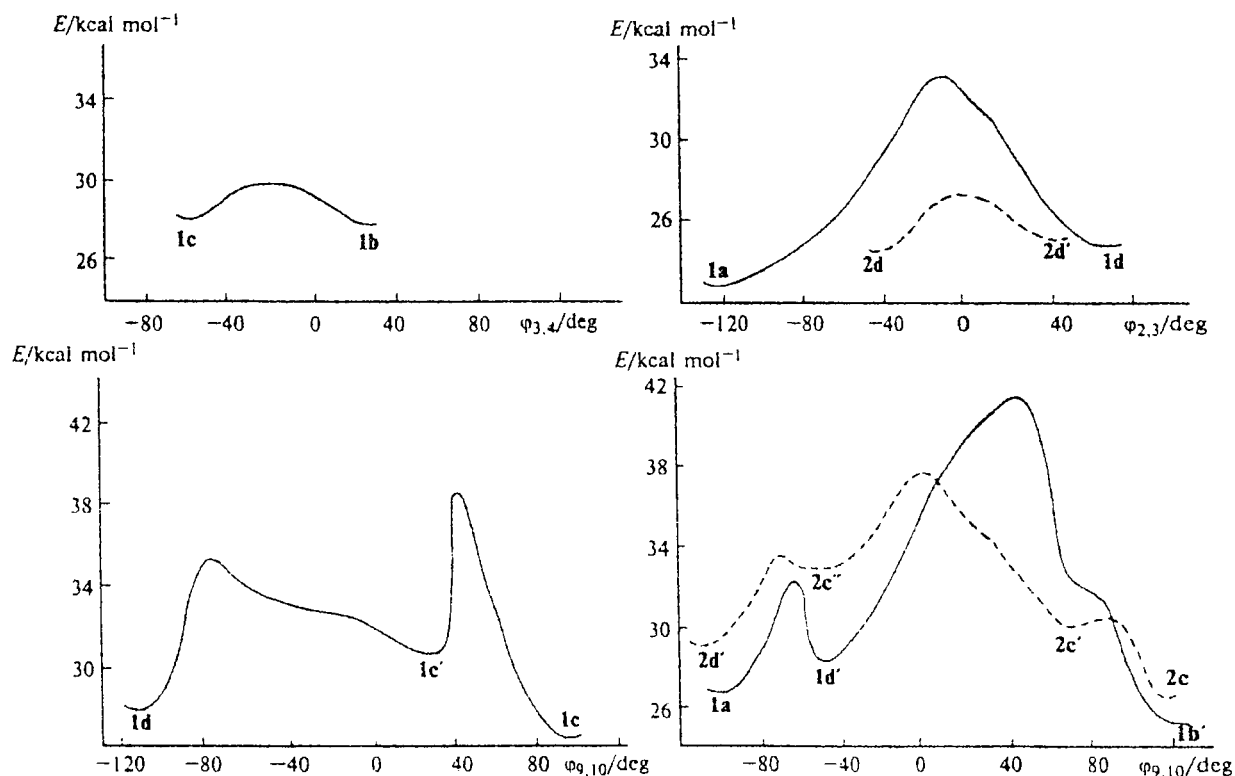 E/kcal mol⁻¹
34
30
26
1c
1b
−80 −40 0 40 80 φ3,4/deg
E/kcal mol⁻¹
34
30
26
1a
2d
2d′
1d
−120 −80 −40 0 40 φ2,3/deg
E/kcal mol⁻¹
42
38
34
30
1d
1c′
1c
−120 −80 −40 0 40 80 φ9,10/deg
E/kcal mol⁻¹
42
38
34
30
26
2d′
1a
2c″
1d′
2c′
2c
1b′
−80 −40 0 40 80 φ9,10/deg